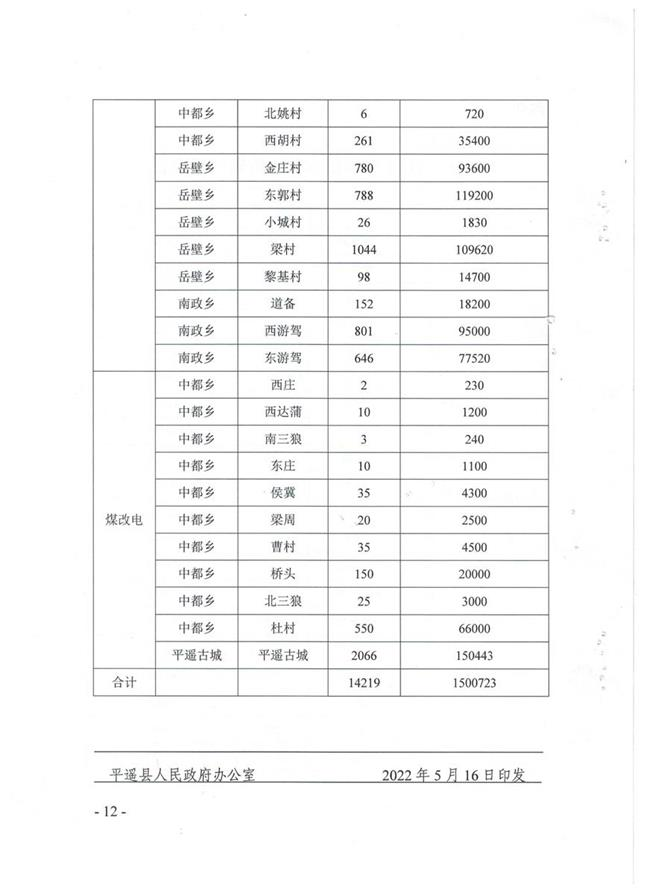 中都乡 北姚村 6 720
中都乡 西胡村 261 35400
岳壁乡 金庄村 780 93600
岳壁乡 东郭村 788 119200
岳壁乡 小城村 26 1830
岳壁乡 梁村 1044 109620
岳壁乡 黎基村 98 14700
南政乡 道备 152 18200
南政乡 西游驾 801 95000
南政乡 东游驾 646 77520
中都乡 西庄 2 230
中都乡 西达蒲 10 1200
中都乡 南三狼 3 240
中都乡 东庄 10 1100
中都乡 侯冀 35 4300
煤改电 中都乡 梁周 20 2500
中都乡 曹村 35 4500
中都乡 桥头 150 20000
中都乡 北三狼 25 3000
中都乡 杜村 550 66000
平遥古城 平遥古城 2066 150443
合计 14219 1500723
平遥县人民政府办公室 2022年5月16日印发
- 12 -